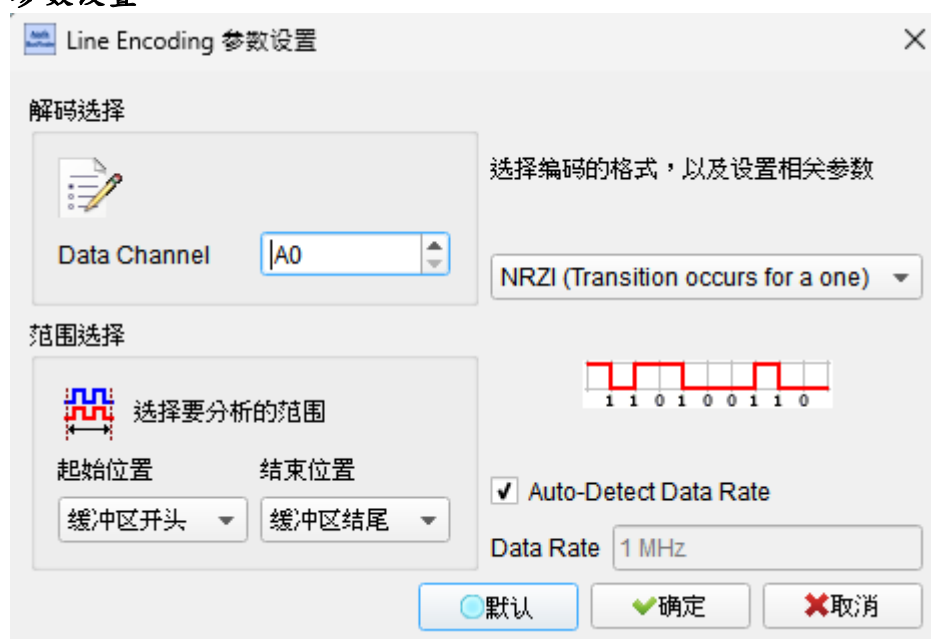 参数设置
Line Encoding 参数设置
解码选择
Data Channel
A0
选择编码的格式，以及设置相关参数
NRZI (Transition occurs for a one)
范围选择
选择要分析的范围
起始位置 结束位置
缓冲区开头 缓冲区结尾
1 1 0 1 0 0 1 1 0
Auto-Detect Data Rate
Data Rate 1 MHz
默认 确定 取消